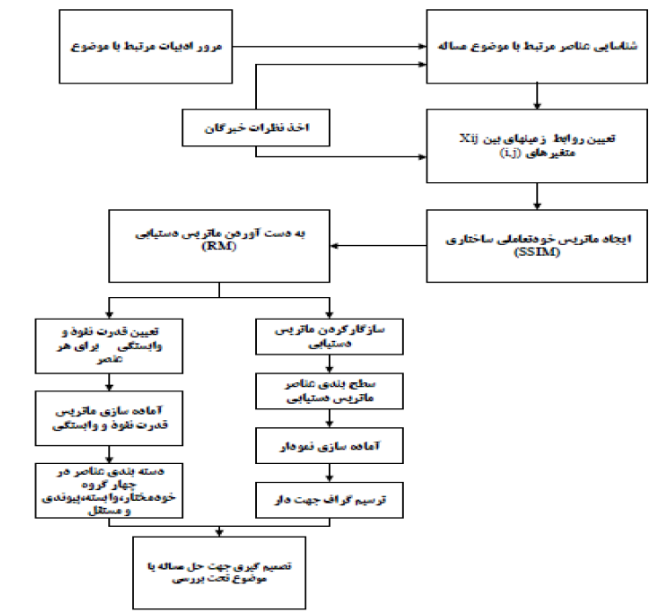 شناسایی عناصر مرتبط با موضوع مساله
مرور ادبیات مرتبط با موضوع
اخذ نظرات خبرگان
تعیین روابط زمینهای بین Xij
متغیرهای (i,j)
ایجاد ماتریس خودتعاملی ساختاری
(SSIM)
به دست آوردن ماتریس دستیابی
(RM)
سازگار کردن ماتریس
دستیابی
سطح بندی عناصر
ماتریس دستیابی
آماده سازی نمودار
ترسیم گراف جهت دار
تعیین قدرت نفوذ و
وابستگی برای هر
عنصر
آماده سازی ماتریس
قدرت نفوذ و وابستگی
دسته بندی عناصر در
چهار گروه
خودمختار،وابسته،پیوندی
و مستقل
تصمیم گیری جهت حل مساله یا
موضوع تحت بررسی